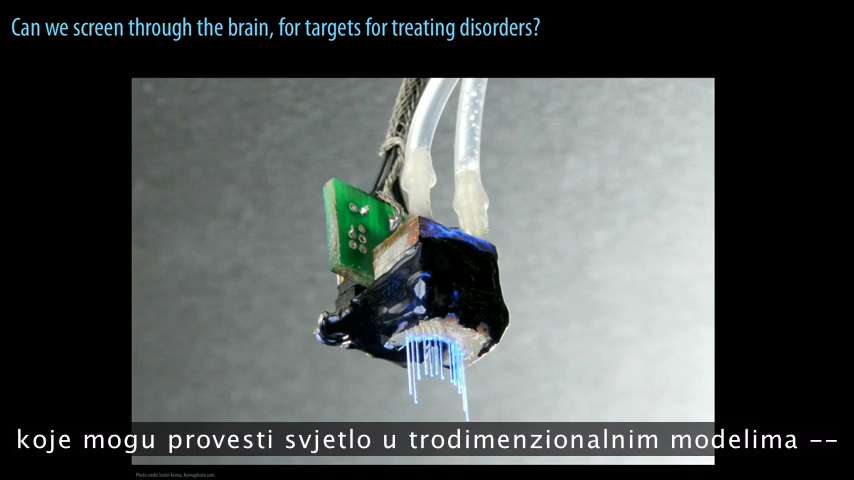 Can we screen through the brain, for targets for treating disorders?
koje mogu provesti svjetlo u trodimenzionalnim modelima --